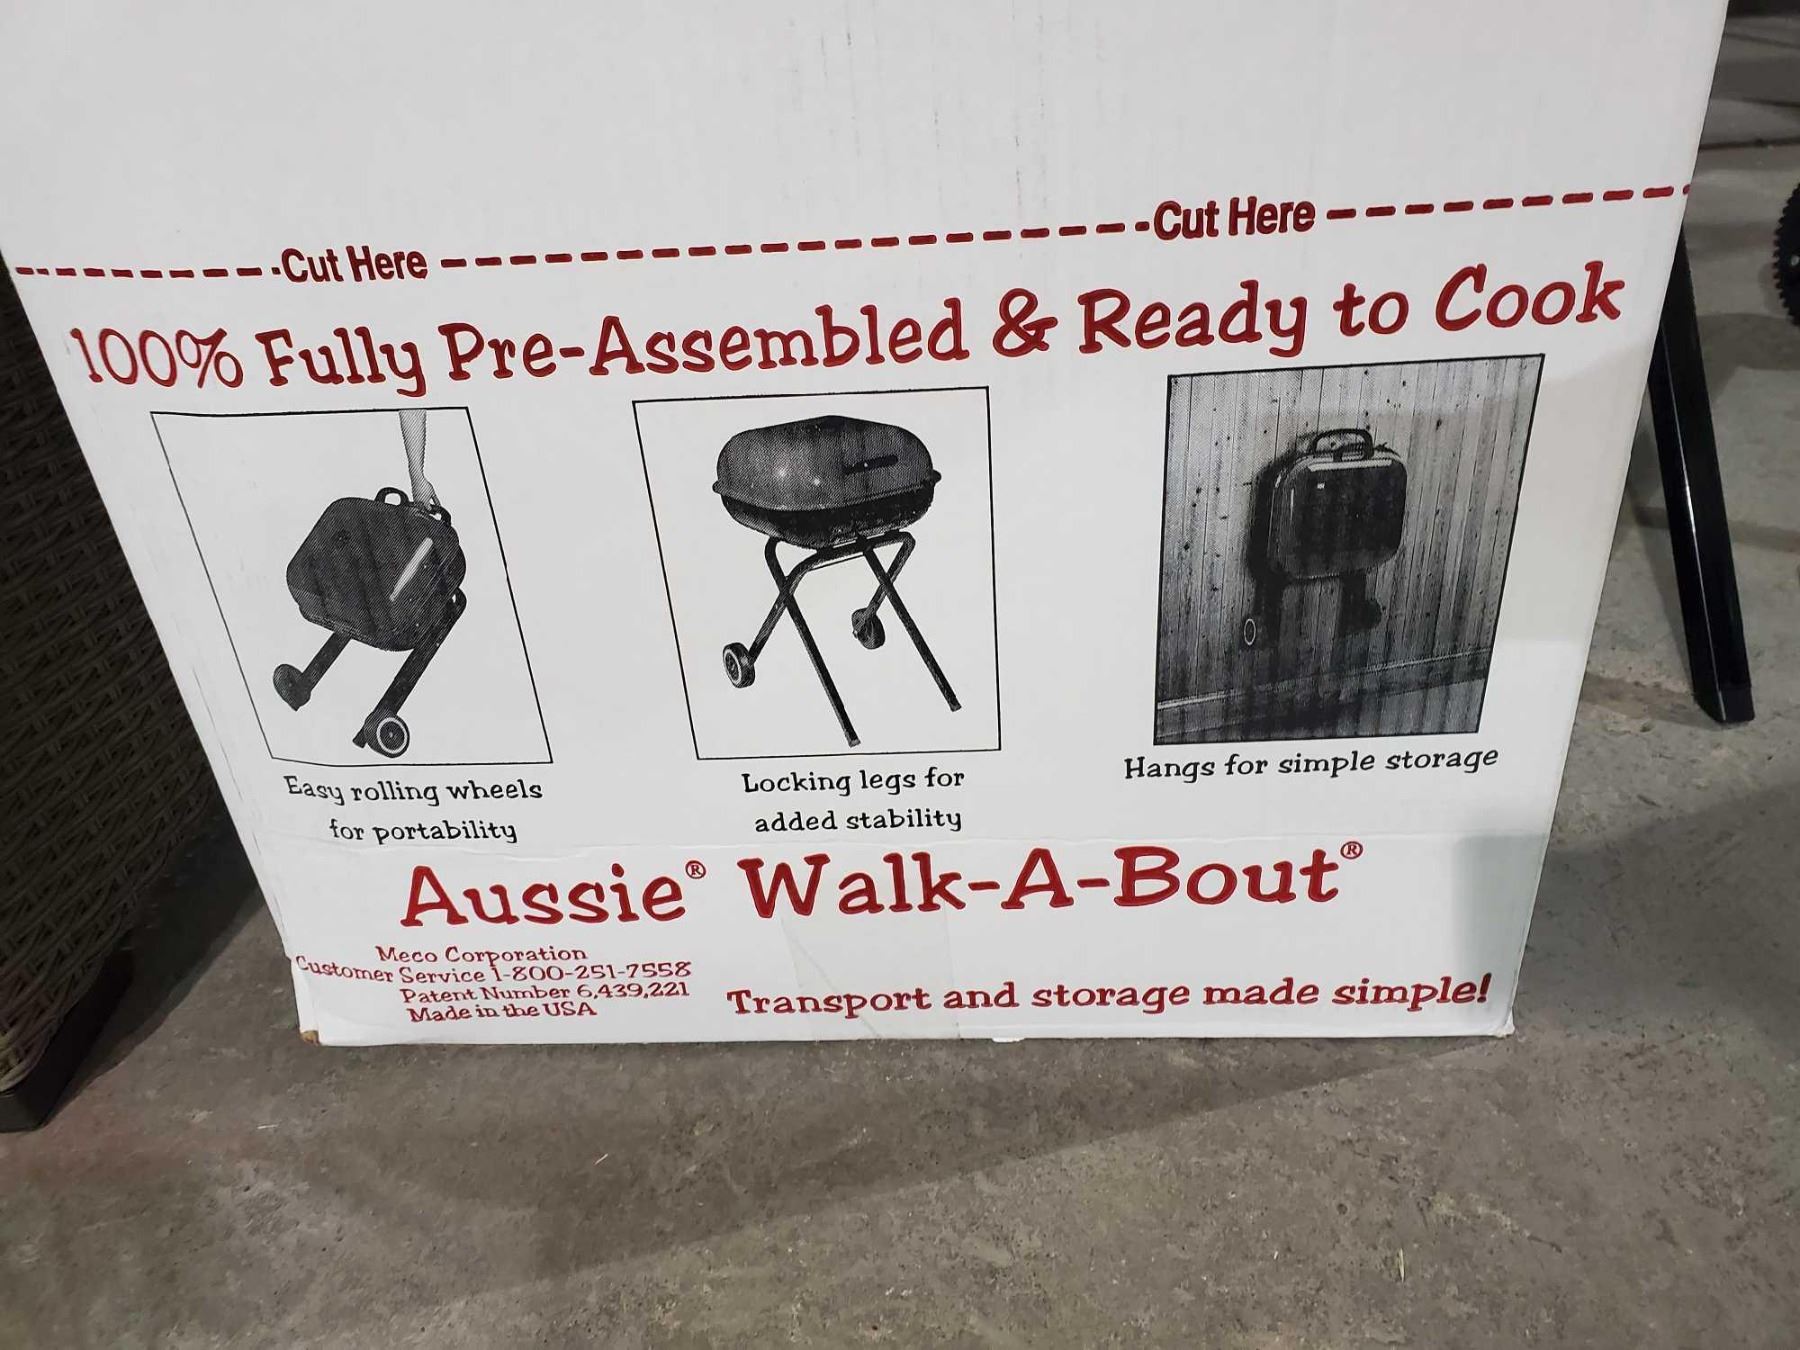 Cut Here Cut Here
100% Fully Pre-Assembled & Ready to Cook
Easy rolling wheels
for portability
Locking legs for
added stability
Hangs for simple storage
Aussie® Walk-A-Bout®
Meco Corporation
Customer Service 1-800-251-7558
Patent Number 6,439,221
Made in the USA
Transport and storage made simple!